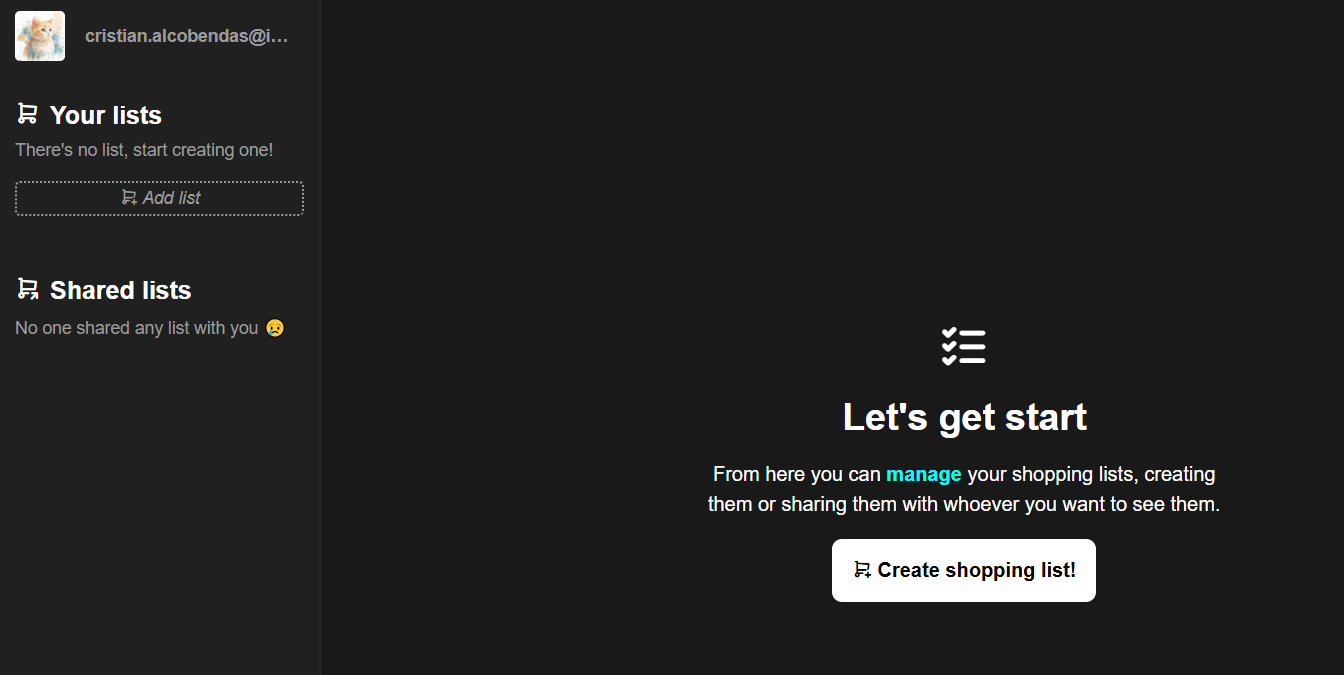 cristian.alcobendas@i...
Your lists
There's no list, start creating one!
Add list
Shared lists
No one shared any list with you 😢
Let's get start
From here you can manage your shopping lists, creating
them or sharing them with whoever you want to see them.
Create shopping list!